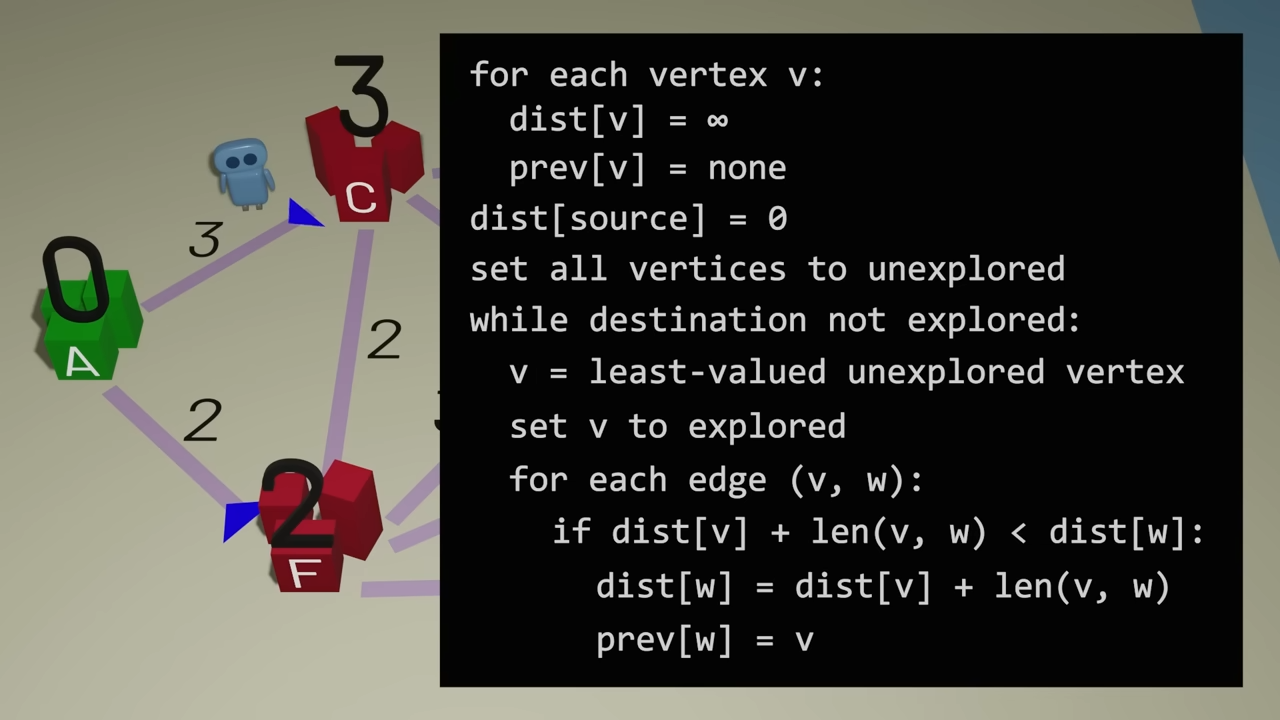 3
C
3
0
A
2
2
2
F
for each vertex v:
dist[v] = ∞
prev[v] = none
dist[source] = 0
set all vertices to unexplored
while destination not explored:
v = least-valued unexplored vertex
set v to explored
for each edge (v, w):
if dist[v] + len(v, w) < dist[w]:
dist[w] = dist[v] + len(v, w)
prev[w] = v